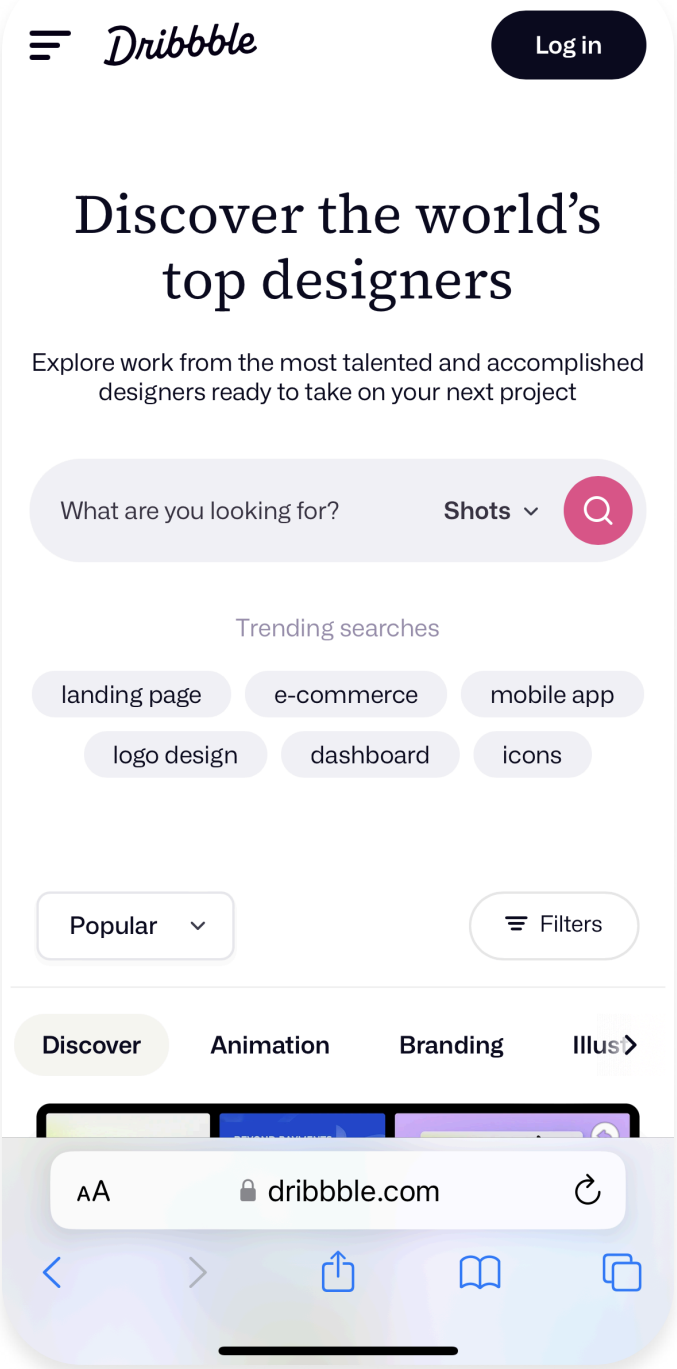 Dribbble
Log in
Discover the world’s
top designers
Explore work from the most talented and accomplished
designers ready to take on your next project
What are you looking for? Shots
Trending searches
landing page e-commerce mobile app
logo design dashboard icons
Popular Filters
Discover Animation Branding Illust
AA dribbble.com